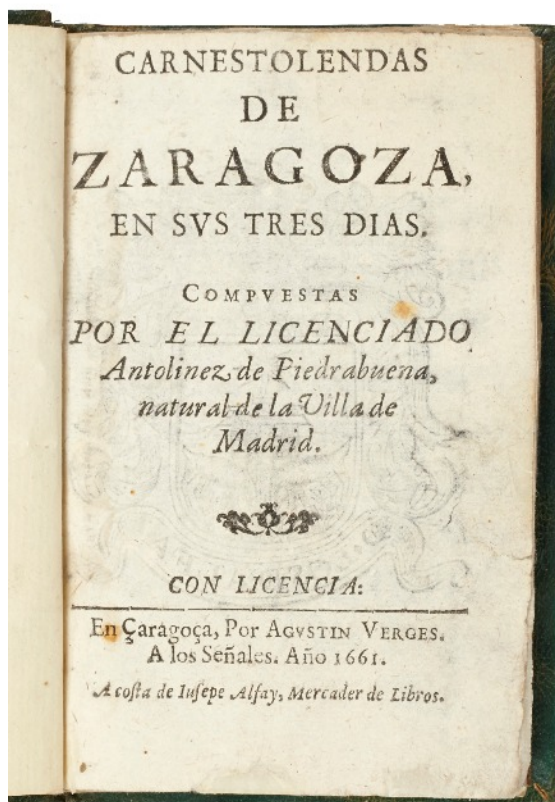 CARNESTOLENDAS
DE
ZARAGOZA,
EN SVS TRES DIAS.
COMPVESTAS
POR EL LICENCIADO
Antolinez de Piedrabuena,
natural de la Villa de
Madrid.
CON LICENCIA:
En Çaragoça, Por AGVSTIN VERGES.
A los Señales. Año 1661.
A costa de Iusepe Alfay, Mercader de Libros.